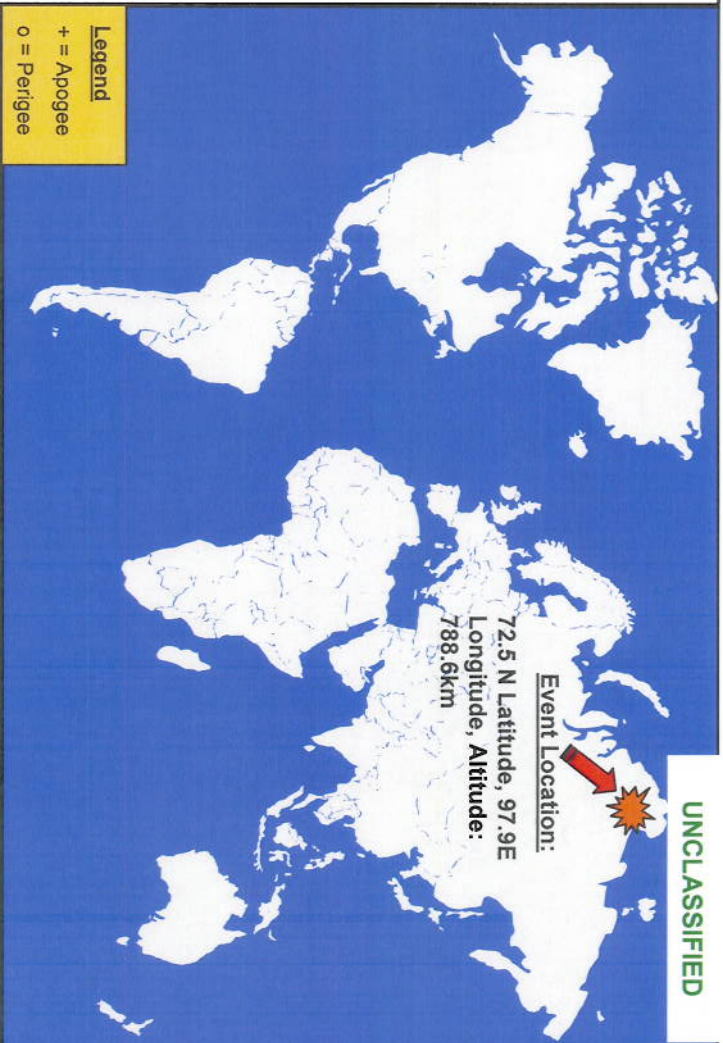 UNCLASSIFIED
Event Location:
72.5 N Latitude, 97.9E
Longitude, Altitude:
788.6km
Legend
+ = Apogee
o = Perigee